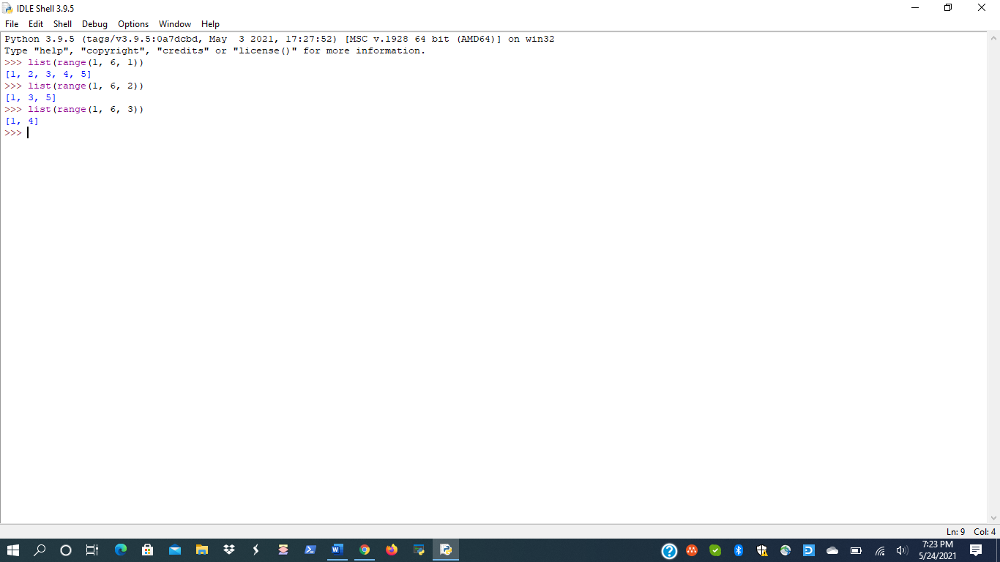 IDLE Shell 3.9.5
File Edit Shell Debug Options Window Help
Python 3.9.5 (tags/v3.9.5:0a7dcbd, May  3 2021, 17:27:52) [MSC v.1928 64 bit (AMD64)] on win32
Type "help", "copyright", "credits" or "license()" for more information.
>>> list(range(1, 6, 1))
[1, 2, 3, 4, 5]
>>> list(range(1, 6, 2))
[1, 3, 5]
>>> list(range(1, 6, 3))
[1, 4]
>>>
Ln: 9 Col: 4
7:23 PM
5/24/2021